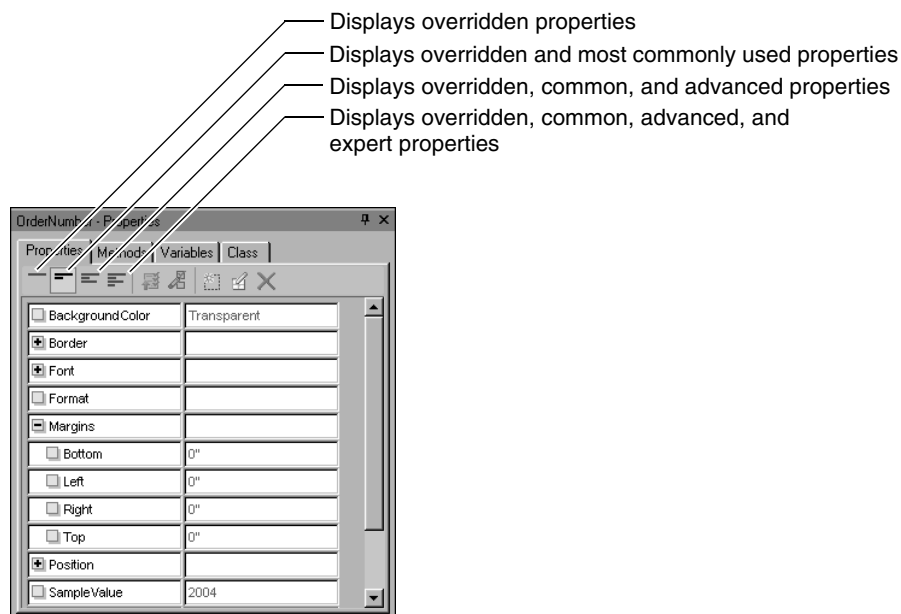 Displays overridden properties
Displays overridden and most commonly used properties
Displays overridden, common, and advanced properties
Displays overridden, common, advanced, and
expert properties
OrderNumber - Properties
Properties Methods Variables Class
BackgroundColor Transparent
Border
Font
Format
Margins
Bottom 0"
Left 0"
Right 0"
Top 0"
Position
SampleValue 2004